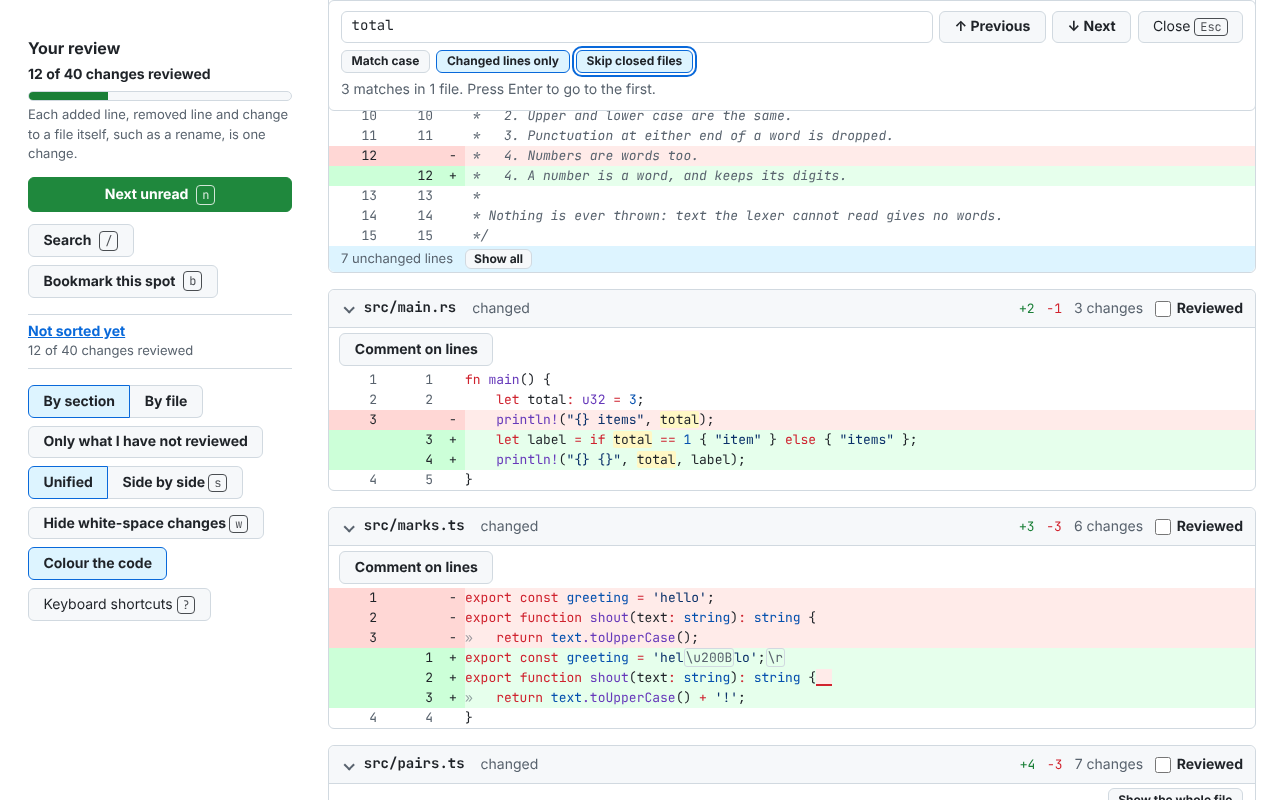 Your review
12 of 40 changes reviewed
Each added line, removed line and change
to a file itself, such as a rename, is one
change.
Next unread n
Search /
Bookmark this spot b
Not sorted yet
12 of 40 changes reviewed
By section By file
Only what I have not reviewed
Unified Side by side s
Hide white-space changes w
Colour the code
Keyboard shortcuts ?
total
↑ Previous ↓ Next Close Esc
Match case Changed lines only Skip closed files
3 matches in 1 file. Press Enter to go to the first.
10 10 * 2. Upper and lower case are the same.
11 11 * 3. Punctuation at either end of a word is dropped.
12 - * 4. Numbers are words too.
12 + * 4. A number is a word, and keeps its digits.
13 13 *
14 14 * Nothing is ever thrown: text the lexer cannot read gives no words.
15 15 */
7 unchanged lines Show all
src/main.rs changed +2 -1 3 changes Reviewed
Comment on lines
1 1 fn main() {
2 2 let total: u32 = 3;
3 - println!("{} items", total);
3 + let label = if total == 1 { "item" } else { "items" };
4 + println!("{} {}", total, label);
4 5 }
src/marks.ts changed +3 -3 6 changes Reviewed
Comment on lines
1 - export const greeting = 'hello';
2 - export function shout(text: string): string {
3 - » return text.toUpperCase();
1 + export const greeting = 'hel\u200Blo';\r
2 + export function shout(text: string): string {
3 + » return text.toUpperCase() + '!';
4 4 }
src/pairs.ts changed +4 -3 7 changes Reviewed
Show the whole file